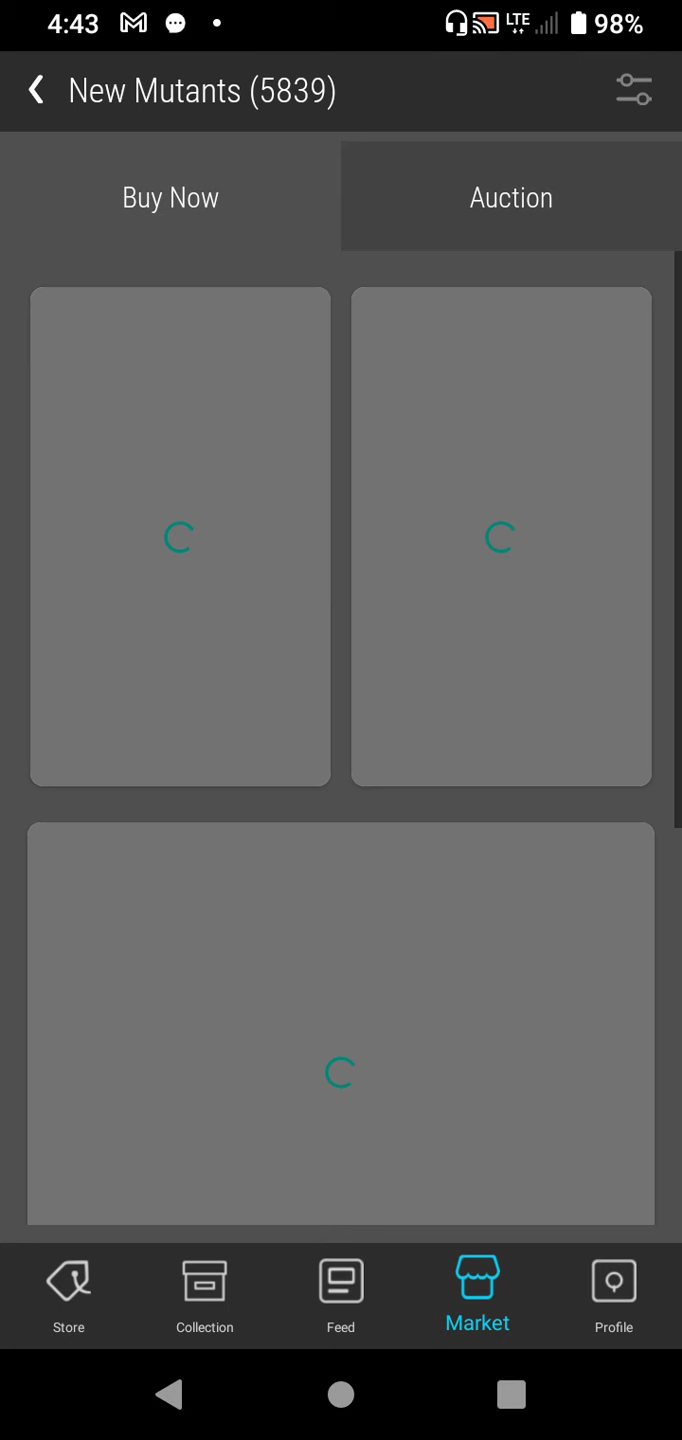 4:43 LTE 98%
New Mutants (5839)
Buy Now Auction
Store Collection Feed Market Profile